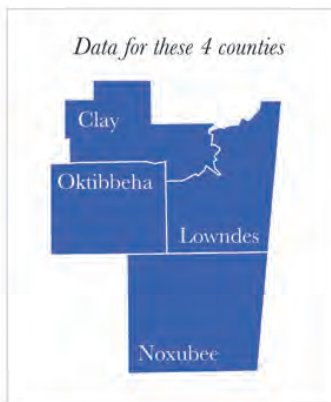 Data for these 4 counties
Clay
Oktibbeha
Lowndes
Noxubee